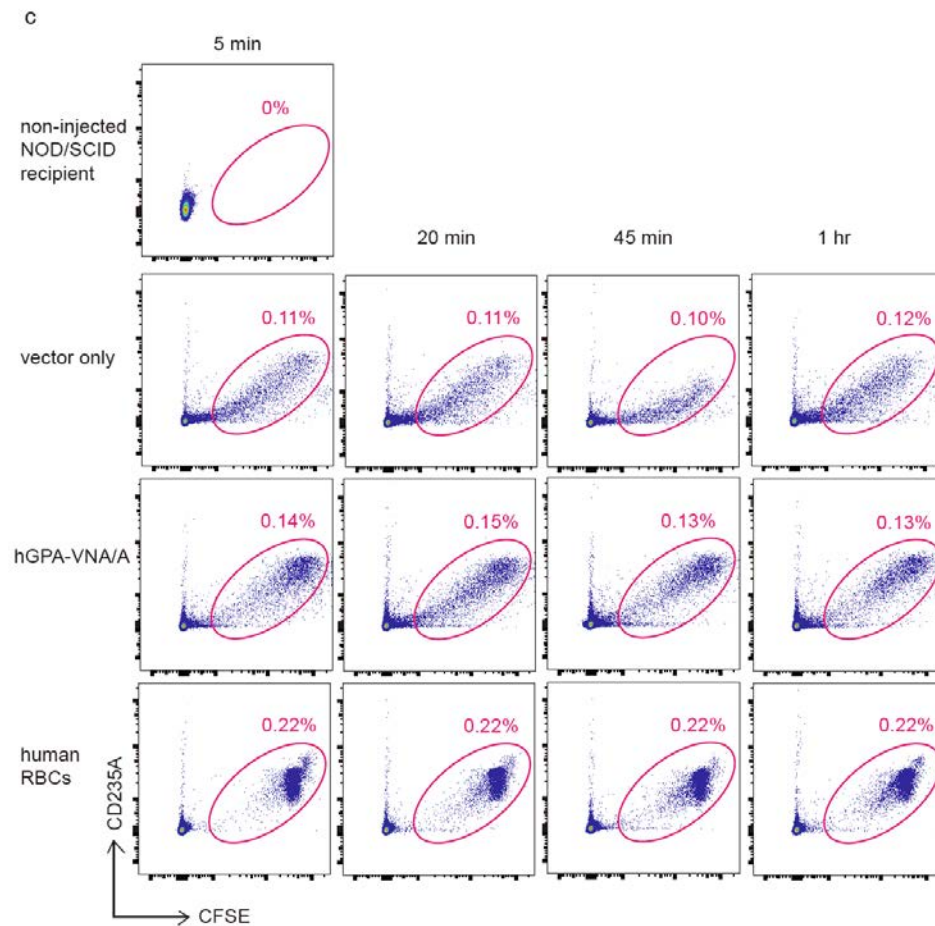 c
5 min
non-injected
NOD/SCID
recipient
0%
20 min
45 min
1 hr
vector only
0.11%
0.11%
0.10%
0.12%
hGPA-VNA/A
0.14%
0.15%
0.13%
0.13%
human
RBCs
0.22%
0.22%
0.22%
0.22%
CD235A
CFSE